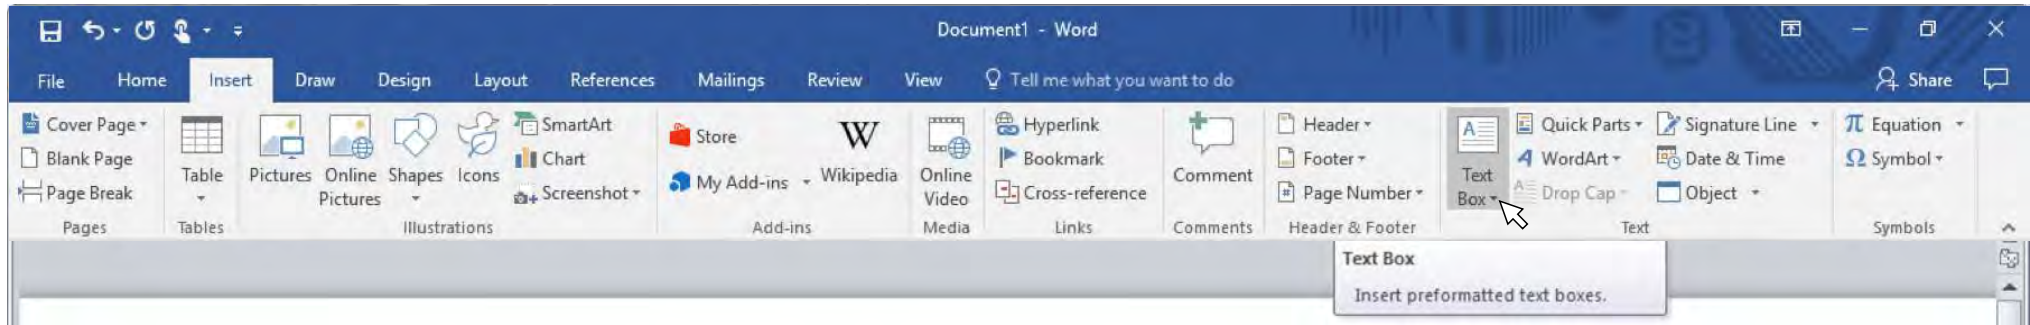 Document1 - Word
File Home Insert Draw Design Layout References Mailings Review View Tell me what you want to do Share
Cover Page
Blank Page
Page Break
Pages
Table
Tables
Pictures
Online
Pictures
Shapes
Icons
SmartArt
Chart
Screenshot
Illustrations
Store
My Add-ins
W
Wikipedia
Add-ins
Online
Video
Media
Hyperlink
Bookmark
Cross-reference
Links
Comment
Comments
Header
Footer
Page Number
Header & Footer
A
Text
Box
Quick Parts
WordArt
Drop Cap
Signature Line
Date & Time
Object
Text
π Equation
Ω Symbol
Symbols
Text Box
Insert preformatted text boxes.